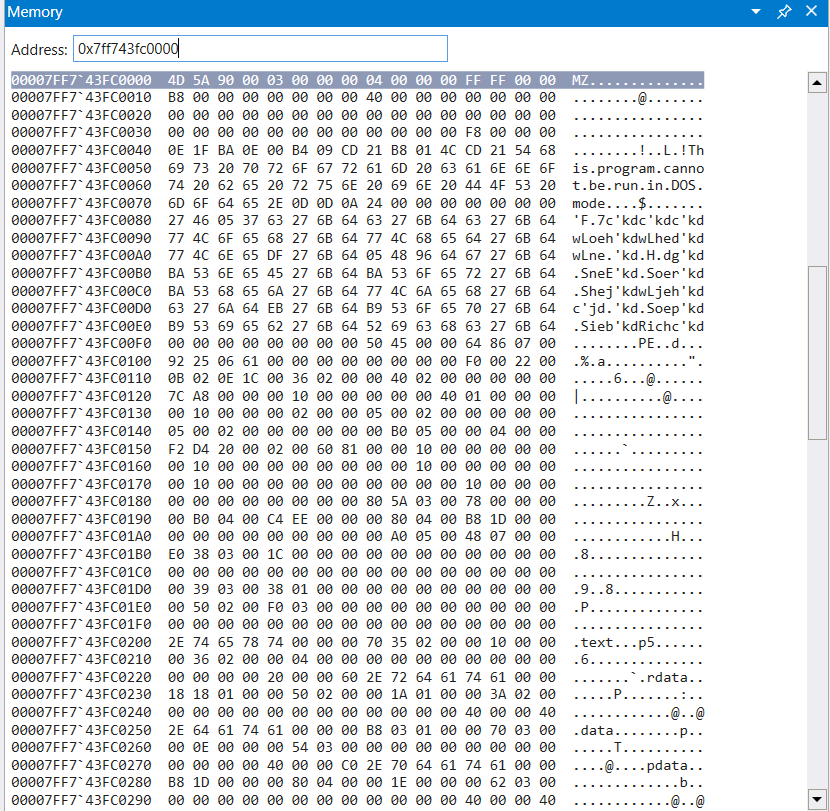 Memory
Address: 0x7ff743fc0000
00007FF7`43FC0000 4D 5A 90 00 03 00 00 00 04 00 00 00 FF FF 00 00 MZ..............
00007FF7`43FC0010 B8 00 00 00 00 00 00 00 40 00 00 00 00 00 00 00 ........@.......
00007FF7`43FC0020 00 00 00 00 00 00 00 00 00 00 00 00 00 00 00 00 ................
00007FF7`43FC0030 00 00 00 00 00 00 00 00 00 00 00 00 F8 00 00 00 ................
00007FF7`43FC0040 0E 1F BA 0E 00 B4 09 CD 21 B8 01 4C CD 21 54 68 ........!..L.!Th
00007FF7`43FC0050 69 73 20 70 72 6F 67 72 61 6D 20 63 61 6E 6E 6F is.program.canno
00007FF7`43FC0060 74 20 62 65 20 72 75 6E 20 69 6E 20 44 4F 53 20 t.be.run.in.DOS.
00007FF7`43FC0070 6D 6F 64 65 2E 0D 0D 0A 24 00 00 00 00 00 00 00 mode....$.......
00007FF7`43FC0080 27 46 05 37 63 27 6B 64 63 27 6B 64 63 27 6B 64 'F.7c'kdc'kdc'kd
00007FF7`43FC0090 77 4C 6F 65 68 27 6B 64 77 4C 68 65 64 27 6B 64 wLoeh'kdwLhed'kd
00007FF7`43FC00A0 77 4C 6E 65 DF 27 6B 64 05 48 96 64 67 27 6B 64 wLne.'kd.H.dg'kd
00007FF7`43FC00B0 BA 53 6E 65 45 27 6B 64 BA 53 6F 65 72 27 6B 64 .SneE'kd.Soer'kd
00007FF7`43FC00C0 BA 53 68 65 6A 27 6B 64 77 4C 6A 65 68 27 6B 64 .Shej'kdwLjeh'kd
00007FF7`43FC00D0 63 27 6A 64 EB 27 6B 64 B9 53 6F 65 70 27 6B 64 c'jd.'kd.Soep'kd
00007FF7`43FC00E0 B9 53 69 65 62 27 6B 64 52 69 63 68 63 27 6B 64 .Sieb'kdRichc'kd
00007FF7`43FC00F0 00 00 00 00 00 00 00 00 50 45 00 00 64 86 07 00 ........PE..d...
00007FF7`43FC0100 92 25 06 61 00 00 00 00 00 00 00 00 F0 00 22 00 .%.a..........".
00007FF7`43FC0110 0B 02 0E 1C 00 36 02 00 00 40 02 00 00 00 00 00 .....6...@......
00007FF7`43FC0120 7C A8 00 00 00 10 00 00 00 00 00 40 01 00 00 00 |..........@....
00007FF7`43FC0130 00 10 00 00 00 02 00 00 05 00 02 00 00 00 00 00 ................
00007FF7`43FC0140 05 00 02 00 00 00 00 00 00 B0 05 00 00 04 00 00 ................
00007FF7`43FC0150 F2 D4 20 00 02 00 60 81 00 00 10 00 00 00 00 00 ......`.........
00007FF7`43FC0160 00 10 00 00 00 00 00 00 00 00 10 00 00 00 00 00 ................
00007FF7`43FC0170 00 10 00 00 00 00 00 00 00 00 00 00 10 00 00 00 ................
00007FF7`43FC0180 00 00 00 00 00 00 00 00 80 5A 03 00 78 00 00 00 .........Z..x...
00007FF7`43FC0190 00 B0 04 00 C4 EE 00 00 00 80 04 00 B8 1D 00 00 ................
00007FF7`43FC01A0 00 00 00 00 00 00 00 00 00 A0 05 00 48 07 00 00 ............H...
00007FF7`43FC01B0 E0 38 03 00 1C 00 00 00 00 00 00 00 00 00 00 00 .8..............
00007FF7`43FC01C0 00 00 00 00 00 00 00 00 00 00 00 00 00 00 00 00 ................
00007FF7`43FC01D0 00 39 03 00 38 01 00 00 00 00 00 00 00 00 00 00 .9..8...........
00007FF7`43FC01E0 00 50 02 00 F0 03 00 00 00 00 00 00 00 00 00 00 .P..............
00007FF7`43FC01F0 00 00 00 00 00 00 00 00 00 00 00 00 00 00 00 00 ................
00007FF7`43FC0200 2E 74 65 78 74 00 00 00 70 35 02 00 00 10 00 00 .text...p5......
00007FF7`43FC0210 00 36 02 00 00 04 00 00 00 00 00 00 00 00 00 00 .6..............
00007FF7`43FC0220 00 00 00 00 20 00 00 60 2E 72 64 61 74 61 00 00 .......`.rdata..
00007FF7`43FC0230 18 18 01 00 00 50 02 00 00 1A 01 00 00 3A 02 00 .....P.......:..
00007FF7`43FC0240 00 00 00 00 00 00 00 00 00 00 00 00 40 00 00 40 ............@..@
00007FF7`43FC0250 2E 64 61 74 61 00 00 00 B8 03 01 00 00 70 03 00 .data........p..
00007FF7`43FC0260 00 0E 00 00 00 54 03 00 00 00 00 00 00 00 00 00 .....T..........
00007FF7`43FC0270 00 00 00 00 40 00 00 C0 2E 70 64 61 74 61 00 00 ....@....pdata..
00007FF7`43FC0280 B8 1D 00 00 00 80 04 00 00 1E 00 00 00 62 03 00 .............b..
00007FF7`43FC0290 00 00 00 00 00 00 00 00 00 00 00 00 40 00 00 40 ............@..@